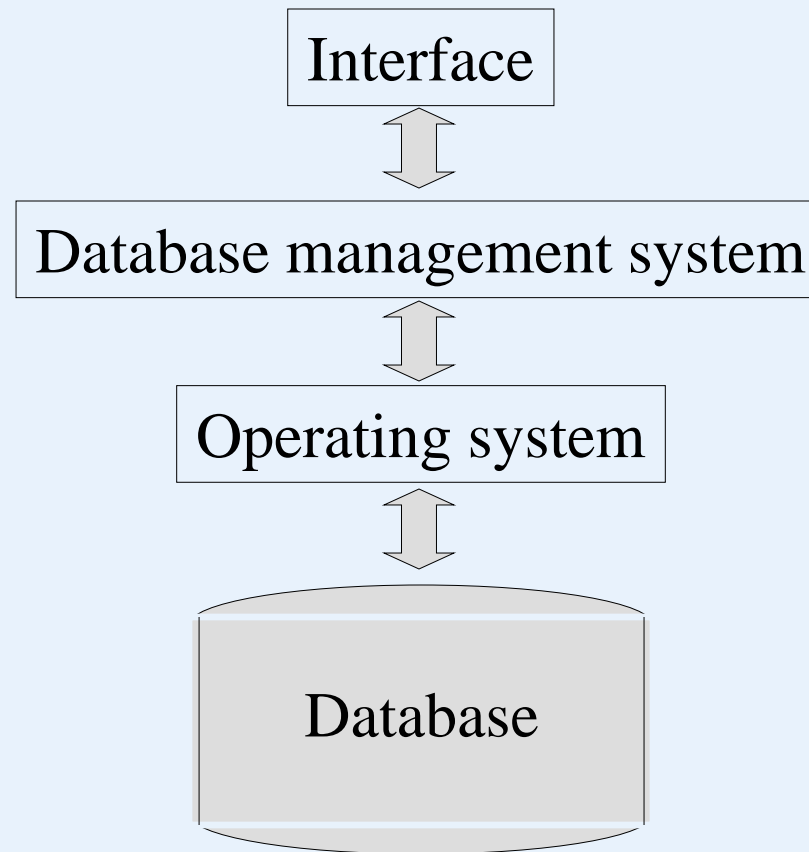 Interface
Database management system
Operating system
Database